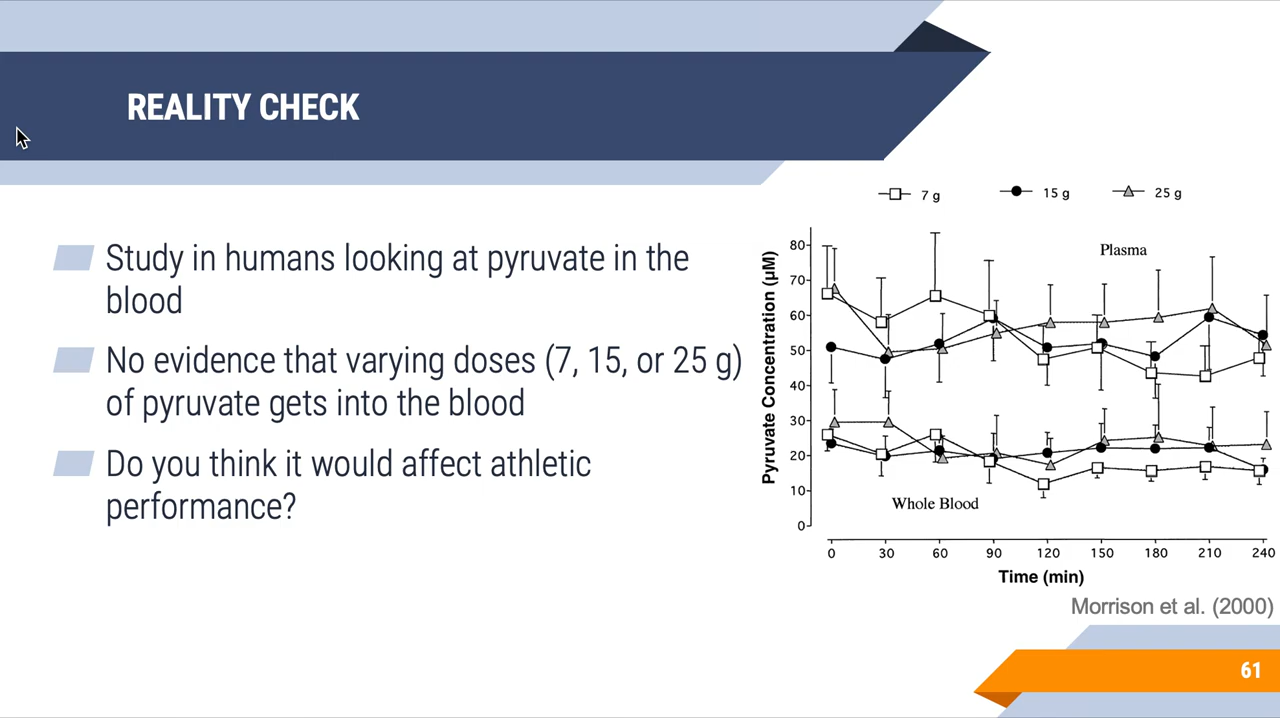 REALITY CHECK
Study in humans looking at pyruvate in the
blood
No evidence that varying doses (7, 15, or 25 g)
of pyruvate gets into the blood
Do you think it would affect athletic
performance?
7 g 15 g 25 g
Plasma
Whole Blood
Pyruvate Concentration (μM)
80
70
60
50
40
30
20
10
0
0 30 60 90 120 150 180 210 240
Time (min)
Morrison et al. (2000)
61